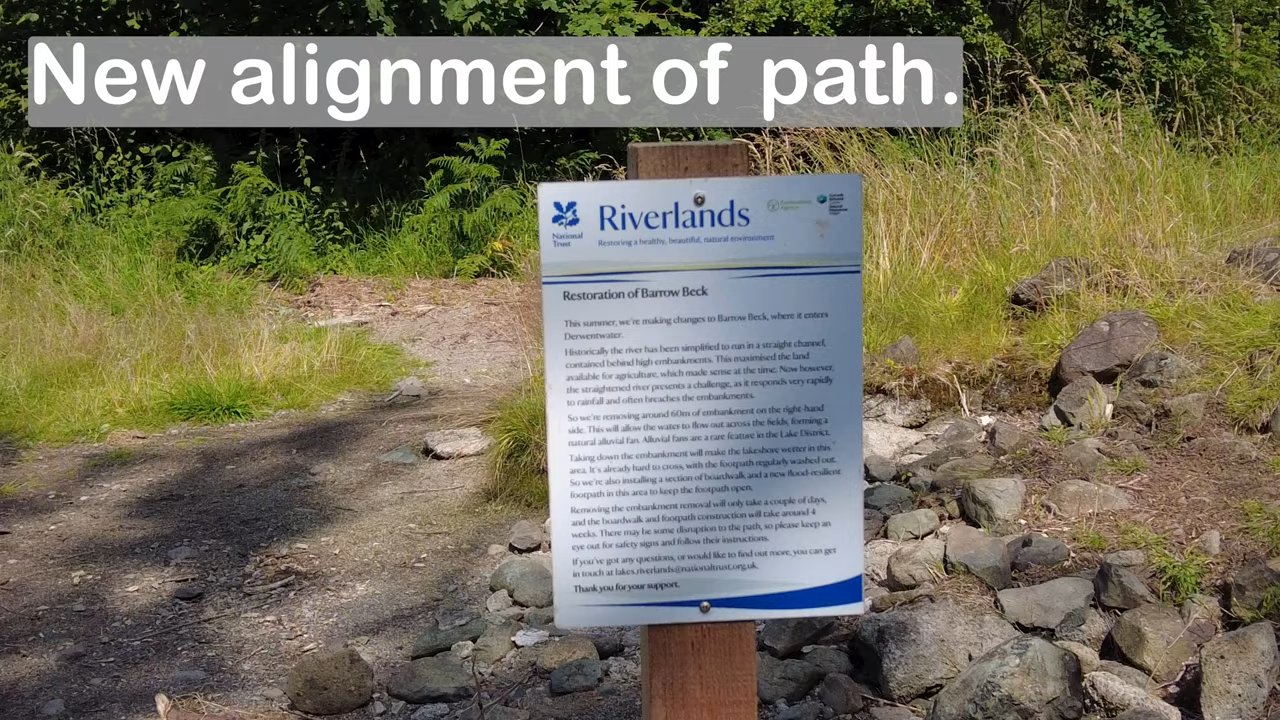 New alignment of path.
National
Trust
Riverlands
Restoring a healthy, beautiful, natural environment
Environment
Agency
Restoration of Barrow Beck
This summer, we're making changes to Barrow Beck, where it enters
Derwentwater.
Historically the river has been simplified to run in a straight channel,
contained behind high embankments. This maximised the land
available for agriculture, which made sense at the time. Now however,
the straightened river presents a challenge, as it responds very rapidly
to rainfall and often breaches the embankments.
So we're removing around 60m of embankment on the right-hand
side. This will allow the water to flow out across the fields, forming a
natural alluvial fan. Alluvial fans are a rare feature in the Lake District.
Taking down the embankment will make the lakeshore wetter in this
area. It's already hard to cross, with the footpath regularly washed out.
So we're also installing a section of boardwalk and a new flood-resilient
footpath in this area to keep the footpath open.
Removing the embankment removal will only take a couple of days,
and the boardwalk and footpath construction will take around 4
weeks. There may be some disruption to the path, so please keep an
eye out for safety signs and follow their instructions.
If you've got any questions, or would like to find out more, you can get
in touch at lakes.riverlands@nationaltrust.org.uk.
Thank you for your support.